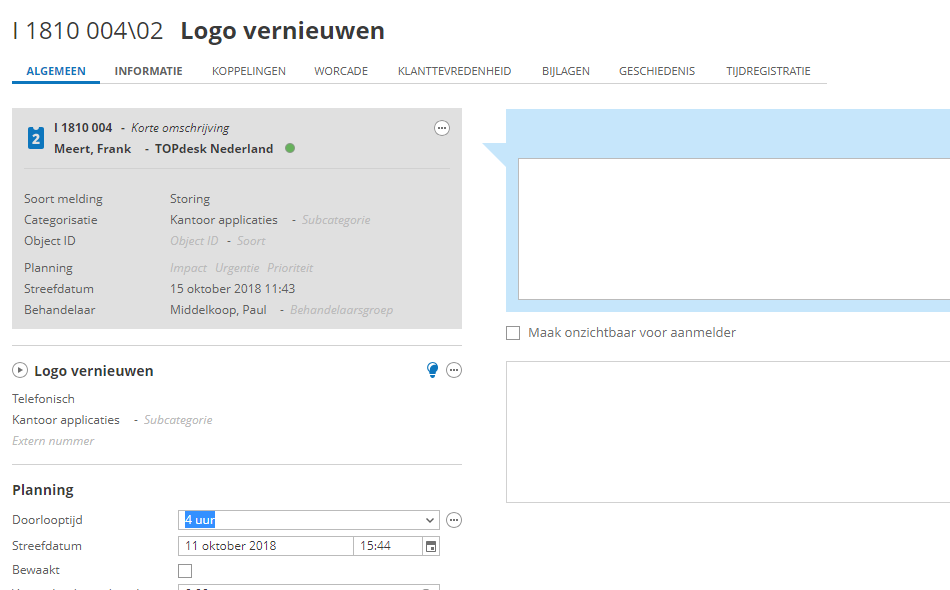 I 1810 004\02 Logo vernieuwen
ALGEMEEN INFORMATIE KOPPELINGEN WORCADE KLANTTEVREDENHEID BIJLAGEN GESCHIEDENIS TIJDREGISTRATIE
2
I 1810 004 - Korte omschrijving
Meert, Frank - TOPdesk Nederland
Soort melding Storing
Categorisatie Kantoor applicaties - Subcategorie
Object ID Object ID - Soort
Planning Impact Urgentie Prioriteit
Streefdatum 15 oktober 2018 11:43
Behandelaar Middelkoop, Paul - Behandelaarsgroep
Maak onzichtbaar voor aanmelder
Logo vernieuwen
Telefonisch
Kantoor applicaties - Subcategorie
Extern nummer
Planning
Doorlooptijd 4 uur
Streefdatum 11 oktober 2018 15:44
Bewaakt